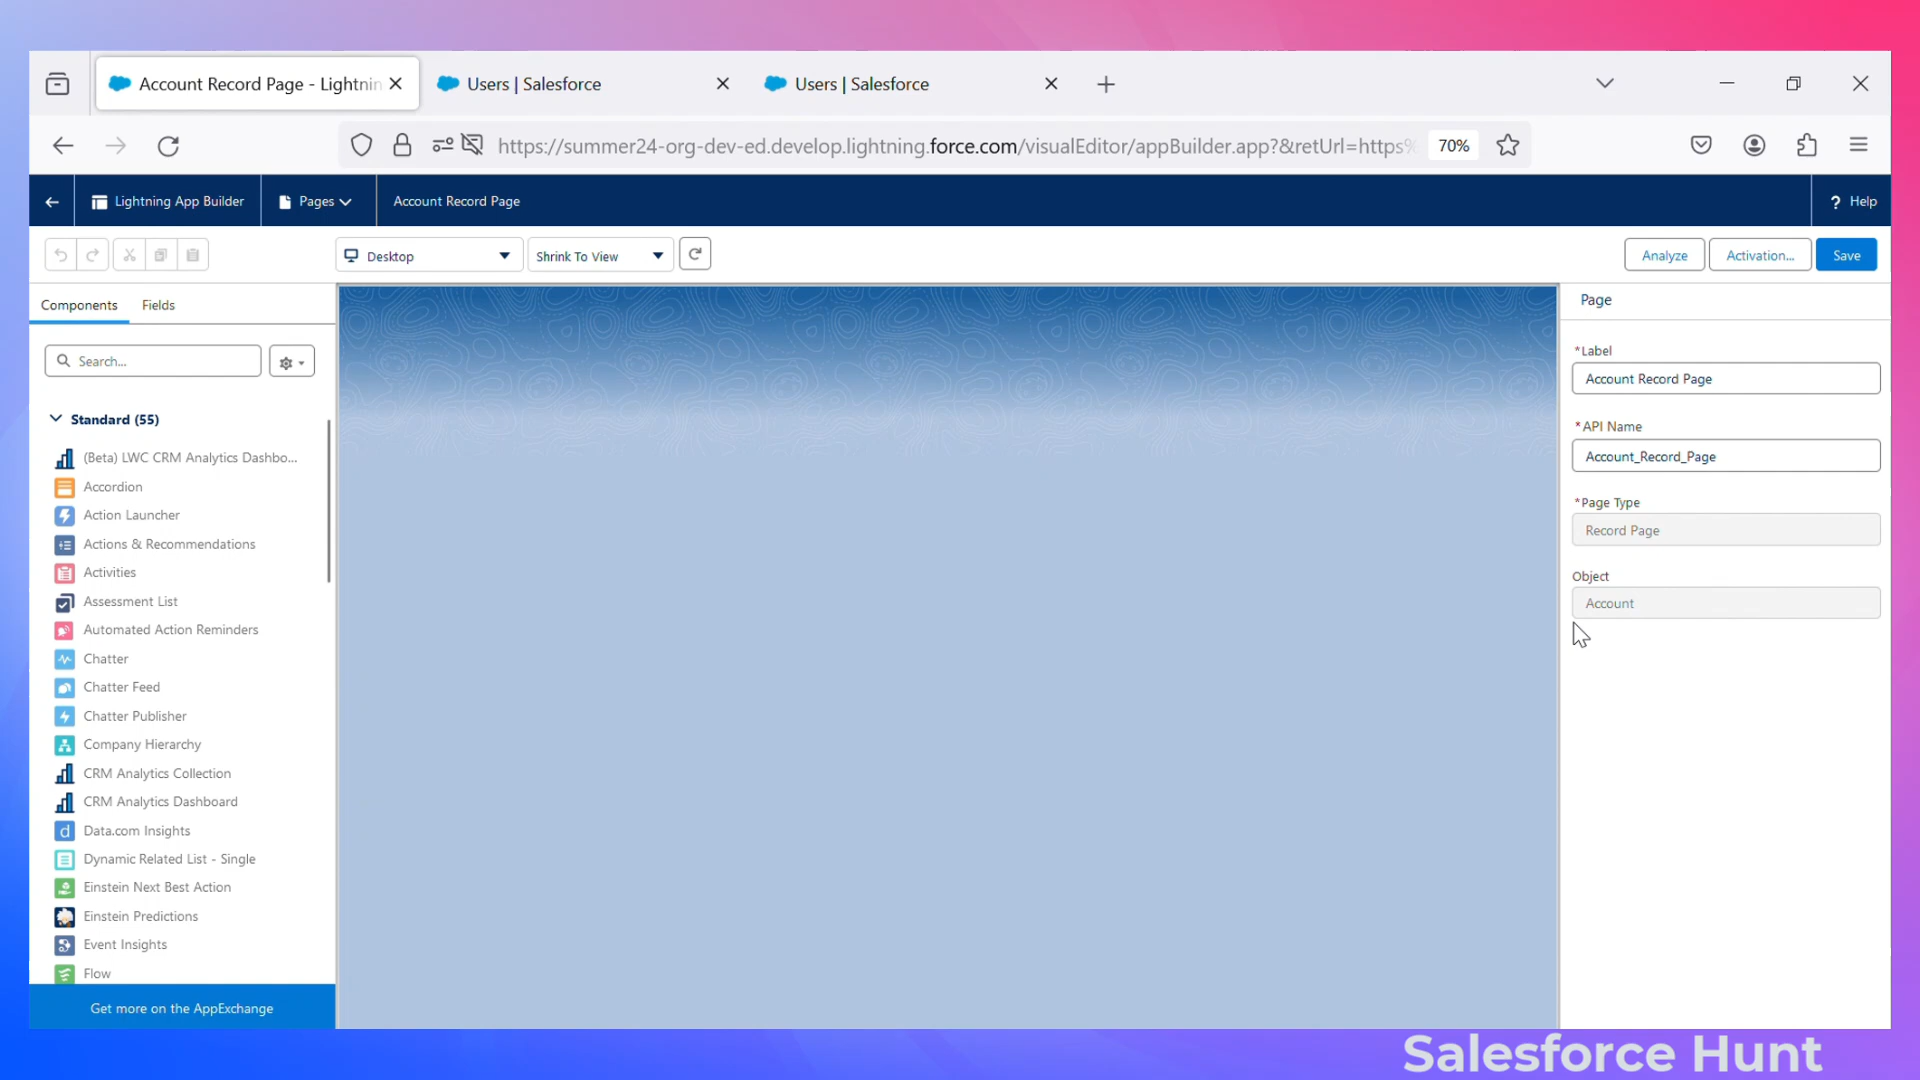 Account Record Page - Lightnin
Users | Salesforce
Users | Salesforce
https://summer24-org-dev-ed.develop.lightning.force.com/visualEditor/appBuilder.app?&retUrl=https%
70%
Lightning App Builder
Pages
Account Record Page
? Help
Desktop
Shrink To View
Analyze
Activation...
Save
Components
Fields
Page
Search...
*Label
Account Record Page
Standard (55)
*API Name
Account_Record_Page
(Beta) LWC CRM Analytics Dashbo...
Accordion
Action Launcher
*Page Type
Record Page
Actions & Recommendations
Activities
Object
Account
Assessment List
Automated Action Reminders
Chatter
Chatter Feed
Chatter Publisher
Company Hierarchy
CRM Analytics Collection
CRM Analytics Dashboard
d
Data.com Insights
Dynamic Related List - Single
Einstein Next Best Action
Einstein Predictions
Event Insights
Flow
Get more on the AppExchange
Salesforce Hunt